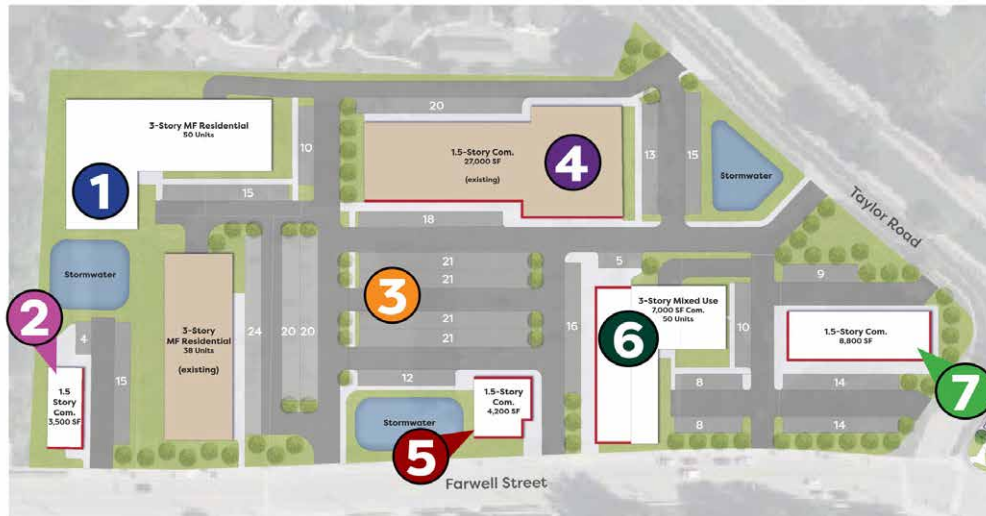 20
3-Story MF Residential
50 Units
10
1.5-Story Com.
27,000 SF
(existing)
4
13
15
Stormwater
1
15
18
Taylor Road
Stormwater
21
21
5
9
2
3
3-Story Mixed Use
7,000 SF Com.
50 Units
4
15
3-Story
MF Residential
38 Units
(existing)
24
20
20
21
21
16
6
10
1.5-Story Com.
8,800 SF
1.5
Story
Com.
3,500 SF
12
1.5-Story
Com.
4,200 SF
8
14
7
Stormwater
5
8
14
Farwell Street